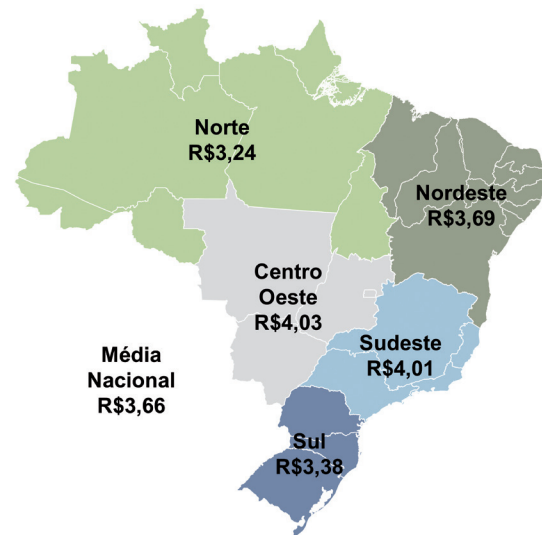 Norte
R$3,24
Nordeste
R$3,69
Centro
Oeste
R$4,03
Sudeste
R$4,01
Média
Nacional
R$3,66
Sul
R$3,38